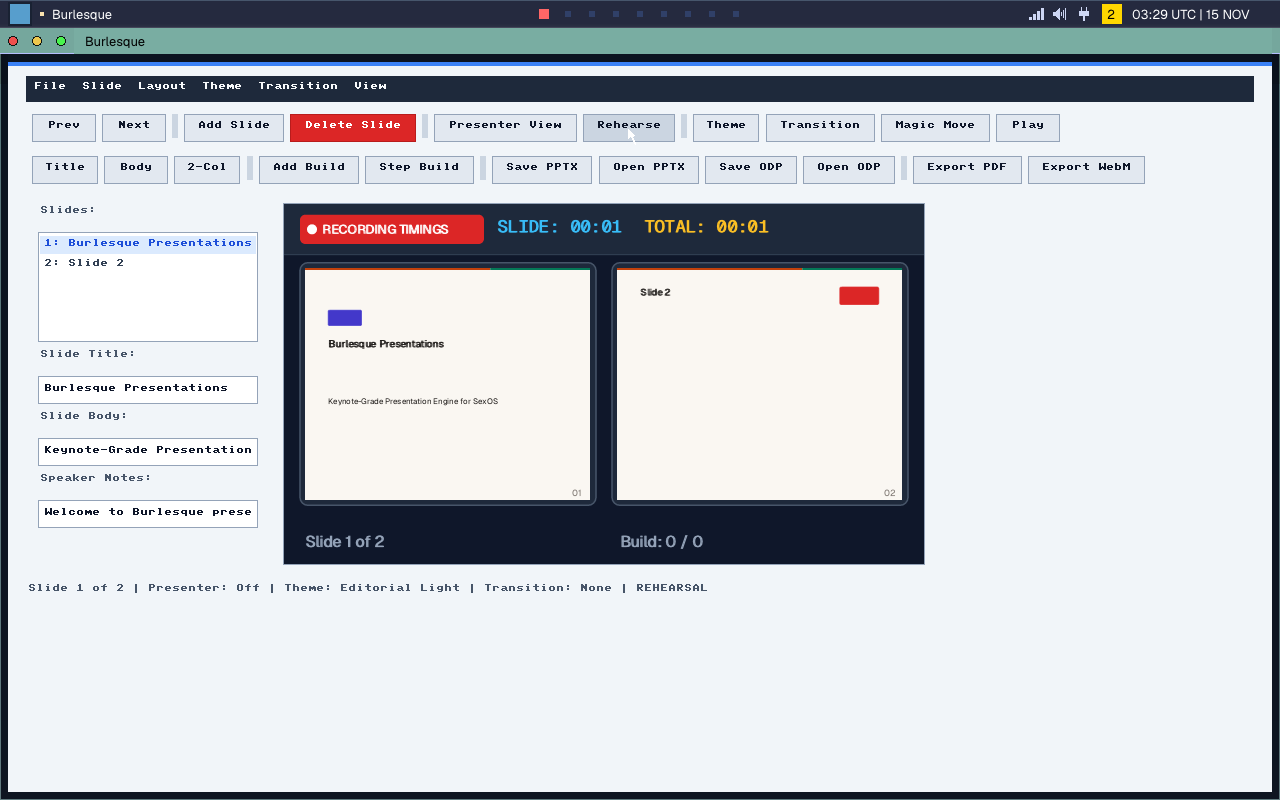 Burlesque
2
03:29 UTC | 15 NOV
Burlesque
File Slide Layout Theme Transition View
Prev Next Add Slide Delete Slide Presenter View Rehearse Theme Transition Magic Move Play
Title Body 2-Col Add Build Step Build Save PPTX Open PPTX Save ODP Open ODP Export PDF Export WebM
Slides:
1: Burlesque Presentations
2: Slide 2
Slide Title:
Burlesque Presentations
Slide Body:
Keynote-Grade Presentation
Speaker Notes:
Welcome to Burlesque prese
RECORDING TIMINGS SLIDE: 00:01 TOTAL: 00:01
Burlesque Presentations
Keynote-Grade Presentation Engine for SexOS
01
Slide 2
02
Slide 1 of 2
Build: 0 / 0
Slide 1 of 2 | Presenter: Off | Theme: Editorial Light | Transition: None | REHEARSAL